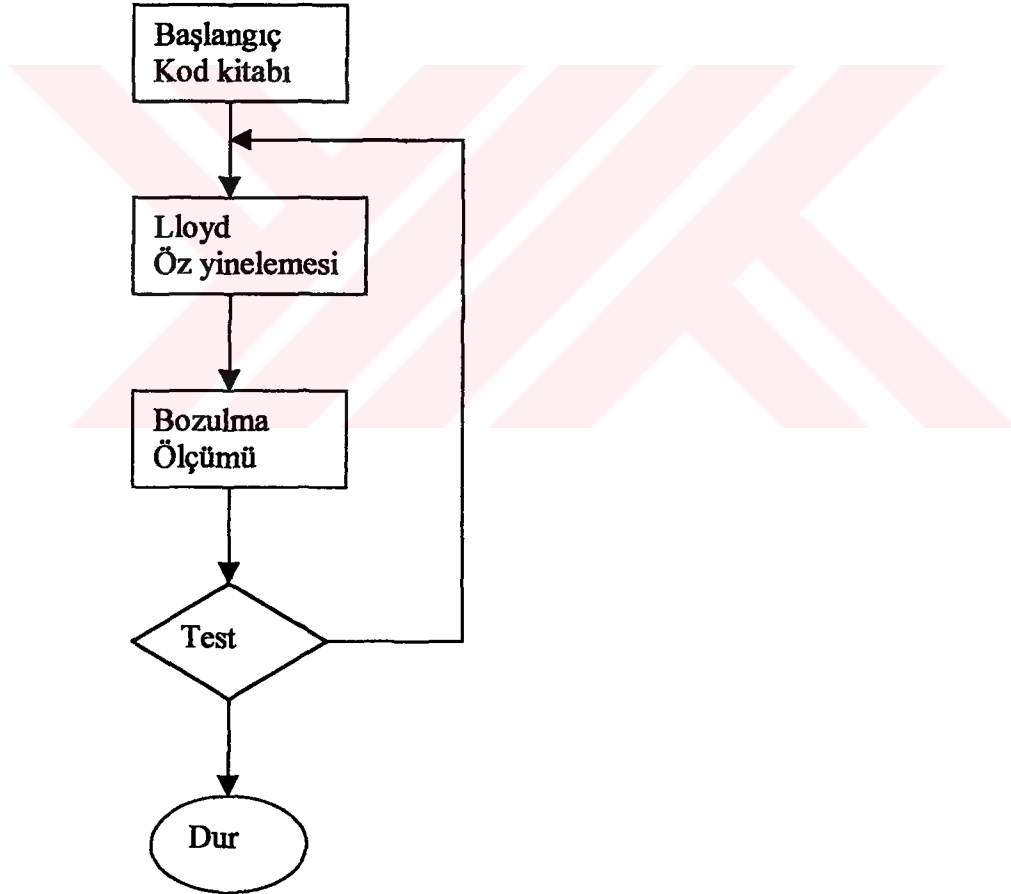 Başlangıç
Kod kitabı
Lloyd
Öz yinelemesi
Bozulma
Ölçümü
Test
Dur